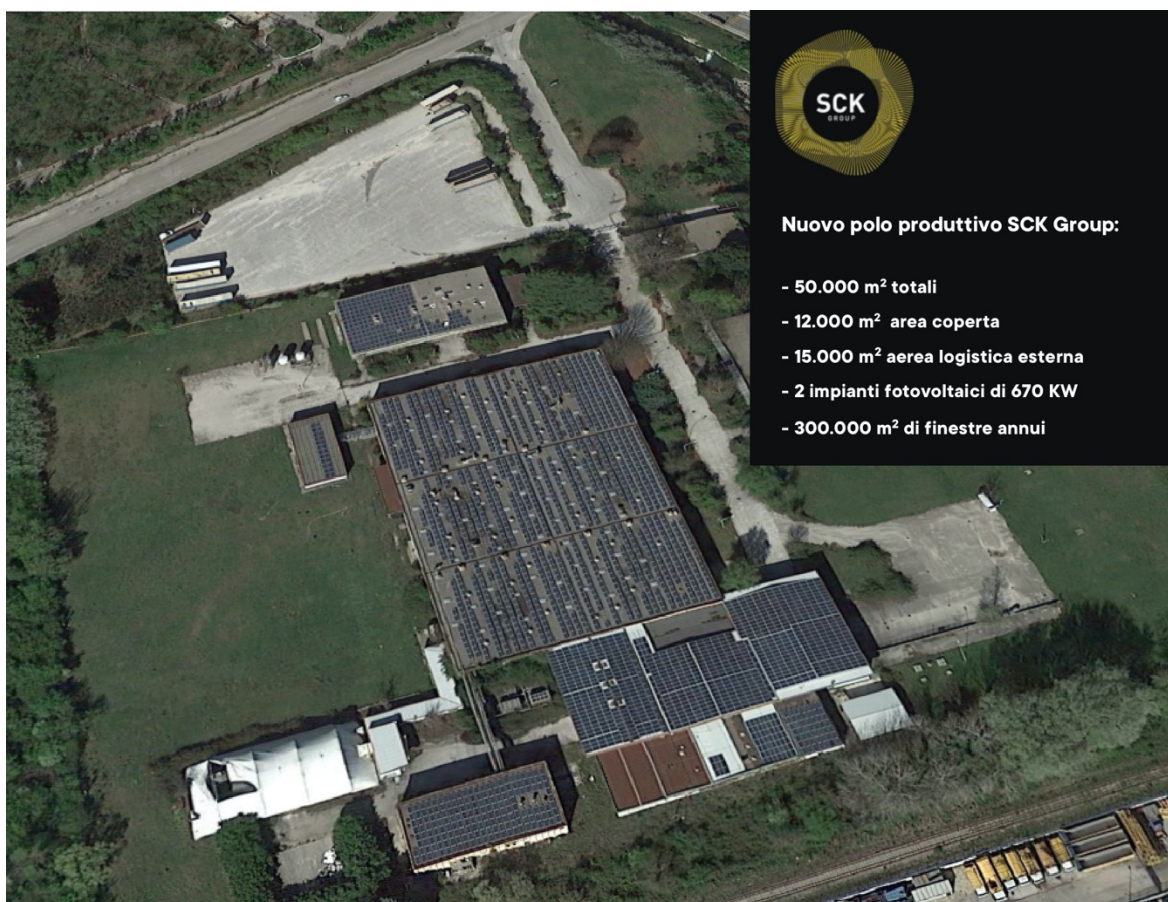 SCK
GROUP
Nuovo polo produttivo SCK Group:
- 50.000 m² totali
- 12.000 m² area coperta
- 15.000 m² aerea logistica esterna
- 2 impianti fotovoltaici di 670 KW
- 300.000 m² di finestre annui